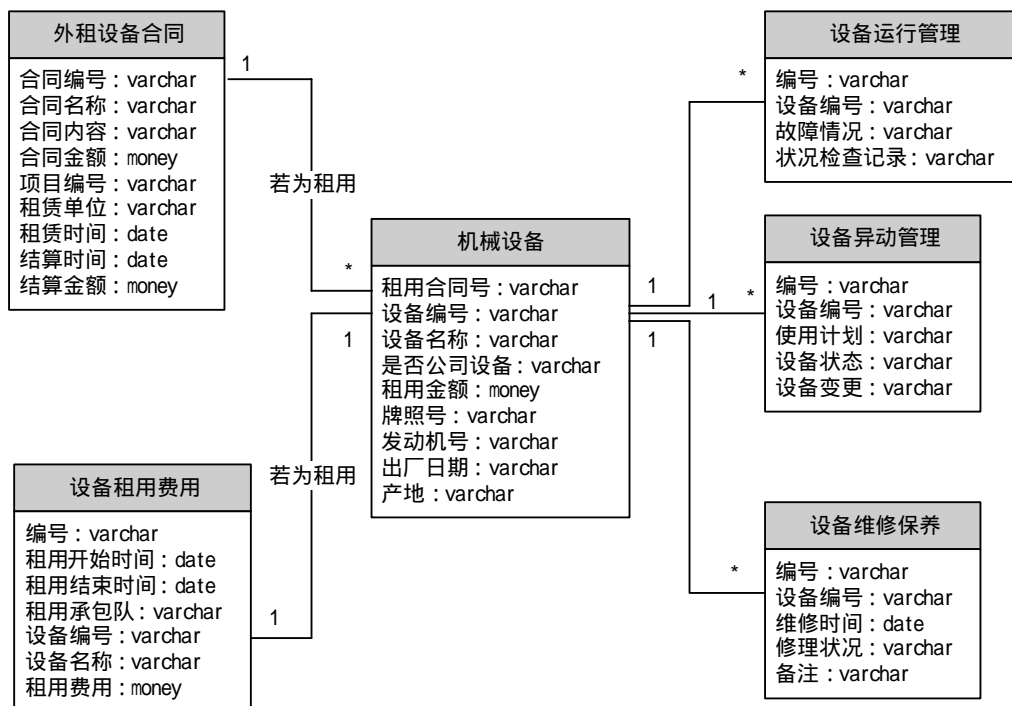 外租设备合同
合同编号：varchar
合同名称：varchar
合同内容：varchar
合同金额：money
项目编号：varchar
租赁单位：varchar
租赁时间：date
结算时间：date
结算金额：money
1
若为租用
*
机械设备
租用合同号：varchar
设备编号：varchar
设备名称：varchar
是否公司设备：varchar
租用金额：money
牌照号：varchar
发动机号：varchar
出厂日期：varchar
产地：varchar
1
若为租用
1
设备租用费用
编号：varchar
租用开始时间：date
租用结束时间：date
租用承包队：varchar
设备编号：varchar
设备名称：varchar
租用费用：money
设备运行管理
编号：varchar
设备编号：varchar
故障情况：varchar
状况检查记录：varchar
*
1
设备异动管理
编号：varchar
设备编号：varchar
使用计划：varchar
设备状态：varchar
设备变更：varchar
1
*
1
*
设备维修保养
编号：varchar
设备编号：varchar
维修时间：date
修理状况：varchar
备注：varchar